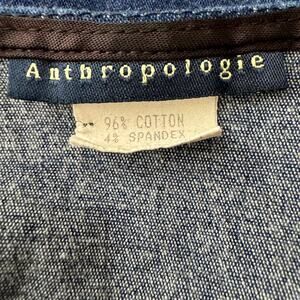 Anthropologie
96% COTTON
4% SPANDEX